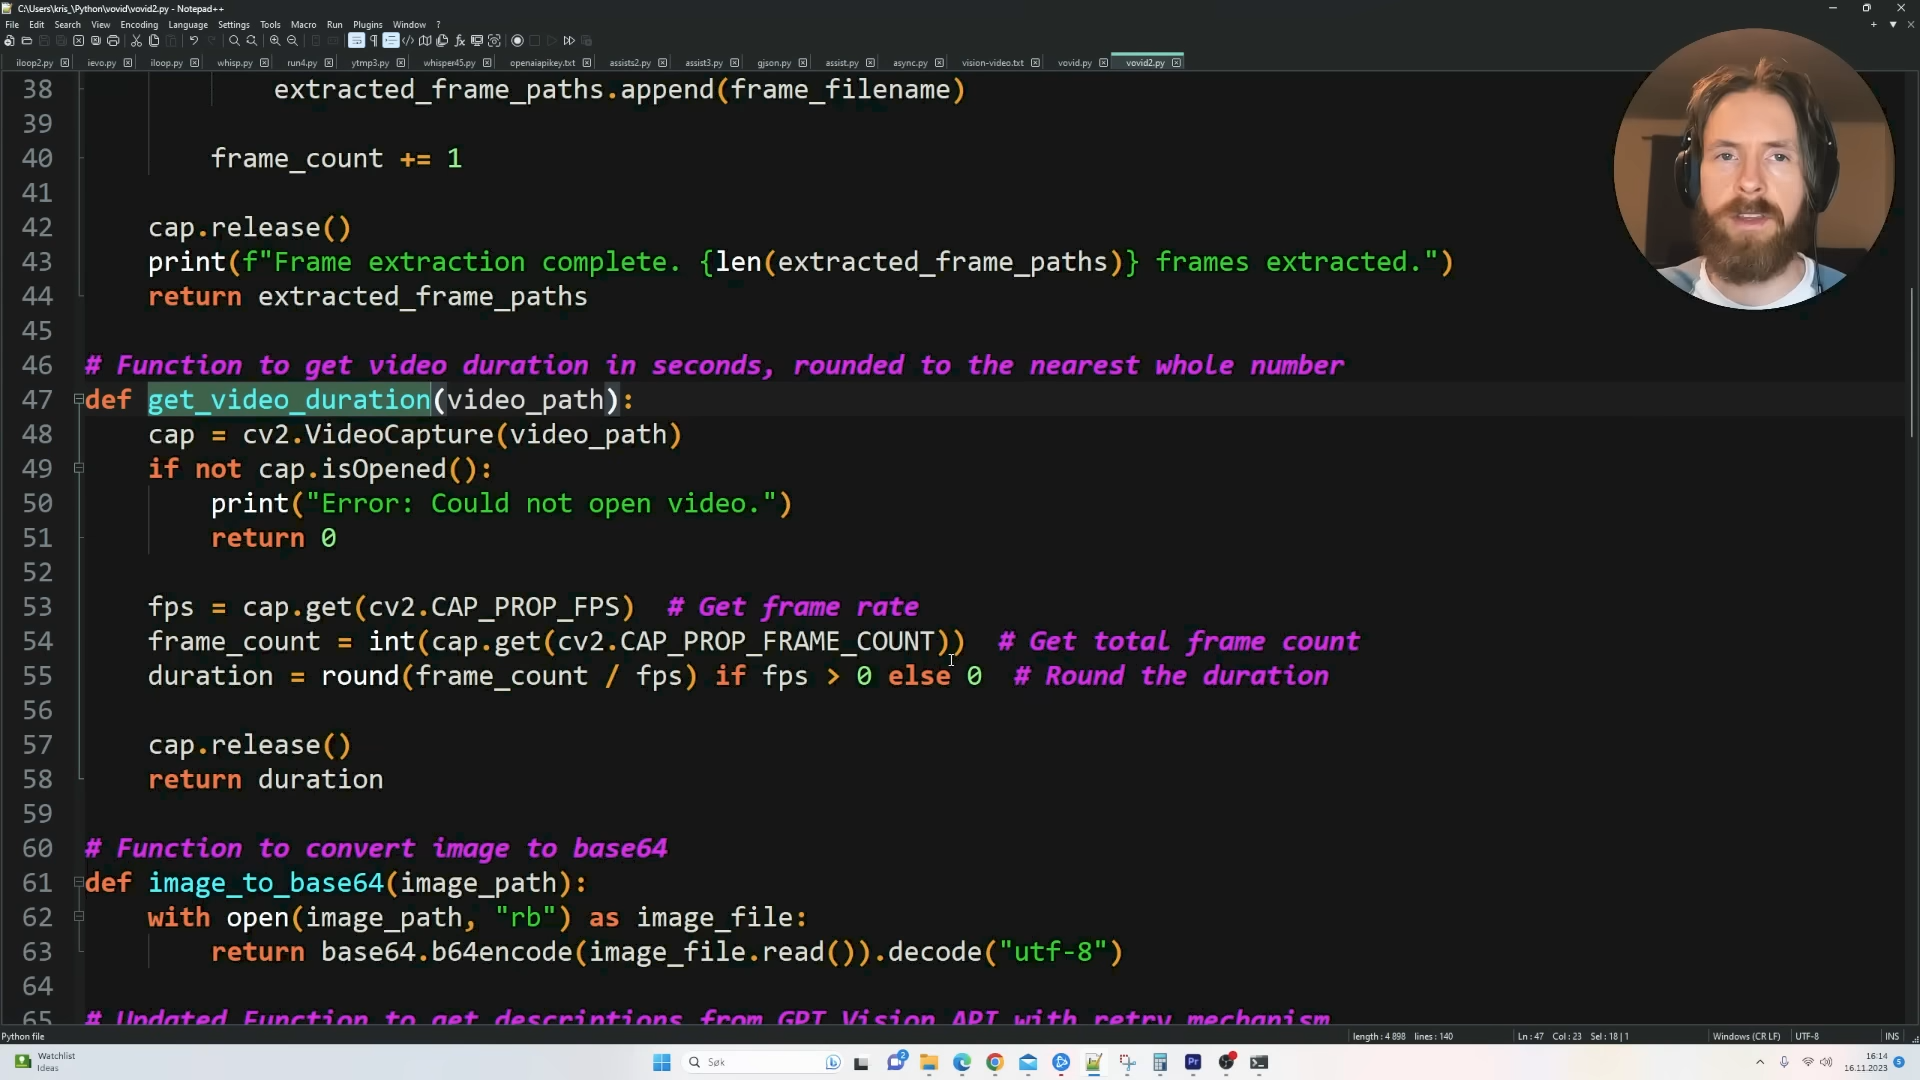 C:\Users\kris_\Python\vovid\vovid2.py - Notepad++
File Edit Search View Encoding Language Settings Tools Macro Run Plugins Window ?
iloop2.py ievo.py iloop.py whisp.py run4.py ytmp3.py whisper45.py openaiapikey.txt assists2.py assist3.py gjson.py assist.py async.py vision-video.txt vovid.py vovid2.py
38 extracted_frame_paths.append(frame_filename)
39
40 frame_count += 1
41
42 cap.release()
43 print(f"Frame extraction complete. {len(extracted_frame_paths)} frames extracted.")
44 return extracted_frame_paths
45
46 # Function to get video duration in seconds, rounded to the nearest whole number
47 def get_video_duration(video_path):
48 cap = cv2.VideoCapture(video_path)
49 if not cap.isOpened():
50 print("Error: Could not open video.")
51 return 0
52
53 fps = cap.get(cv2.CAP_PROP_FPS) # Get frame rate
54 frame_count = int(cap.get(cv2.CAP_PROP_FRAME_COUNT)) # Get total frame count
55 duration = round(frame_count / fps) if fps > 0 else 0 # Round the duration
56
57 cap.release()
58 return duration
59
60 # Function to convert image to base64
61 def image_to_base64(image_path):
62 with open(image_path, "rb") as image_file:
63 return base64.b64encode(image_file.read()).decode("utf-8")
64
65 # Updated Function to get descriptions from GPT Vision API with retry mechanism
Python file length : 4 898 lines : 140 Ln : 47 Col : 23 Sel : 18 | 1 Windows (CR LF) UTF-8 INS
Watchlist
Ideas
Søk
2
16:14
16.11.2023
5